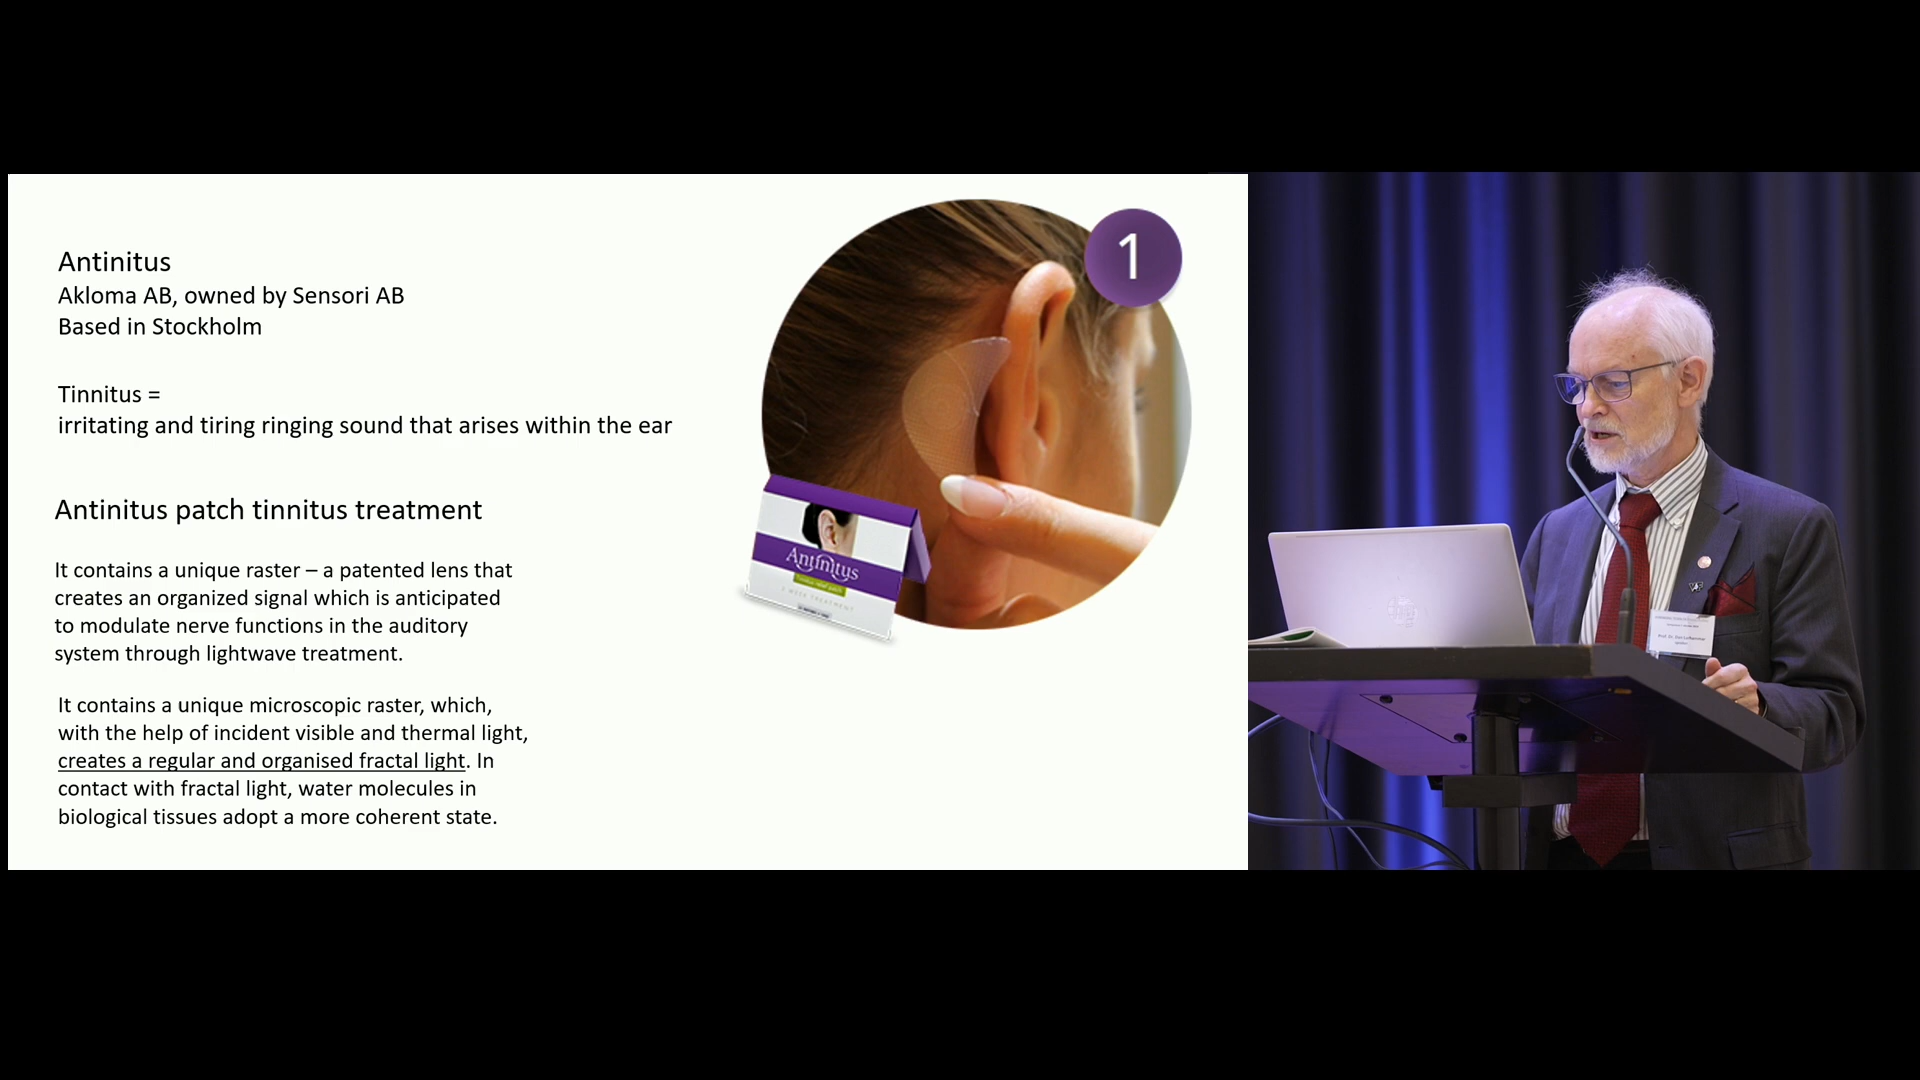 Antinitus
Akloma AB, owned by Sensori AB
Based in Stockholm
Tinnitus =
irritating and tiring ringing sound that arises within the ear
Antinitus patch tinnitus treatment
It contains a unique raster – a patented lens that
creates an organized signal which is anticipated
to modulate nerve functions in the auditory
system through lightwave treatment.
It contains a unique microscopic raster, which,
with the help of incident visible and thermal light,
creates a regular and organised fractal light. In
contact with fractal light, water molecules in
biological tissues adopt a more coherent state.
1
Antinitus